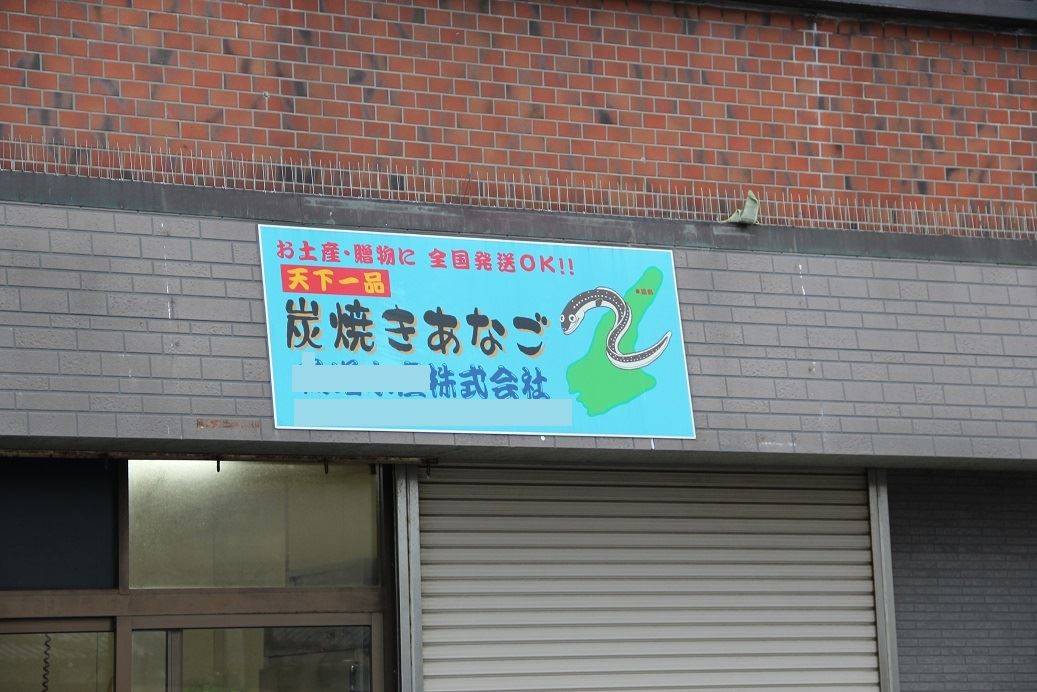 お土産・贈物に 全国発送OK!!
天下一品
炭焼きあなご
株式会社